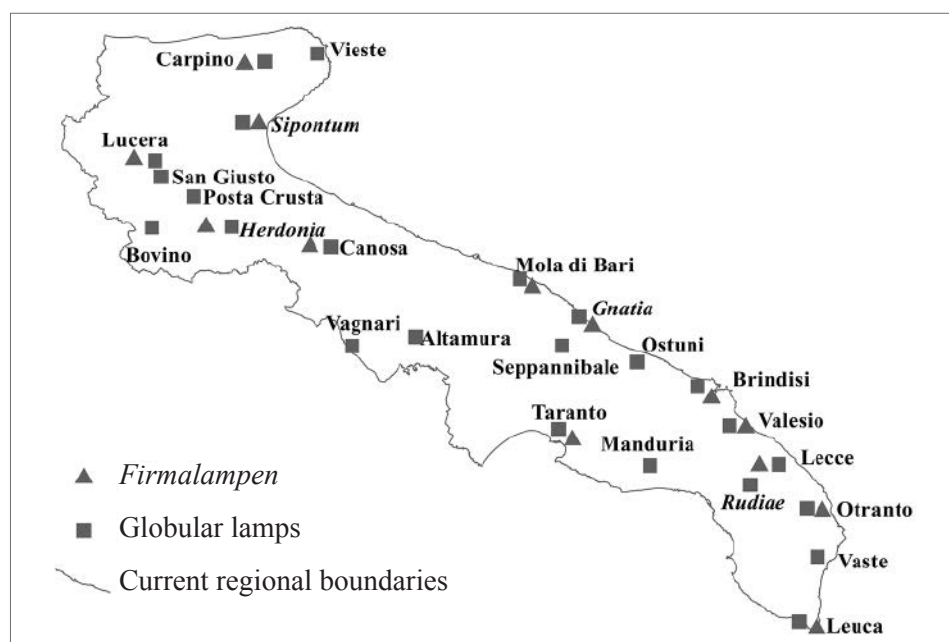 Vieste
Carpino
Sipontum
Lucera
San Giusto
Posta Crusta
Herdonia
Bovino
Canosa
Mola di Bari
Gnatia
Vagnari
Altamura
Seppannibale
Ostuni
Brindisi
Taranto
Valesio
Manduria
Lecce
Rudiae
Otranto
Vaste
Leuca
Firmalampen
Globular lamps
Current regional boundaries